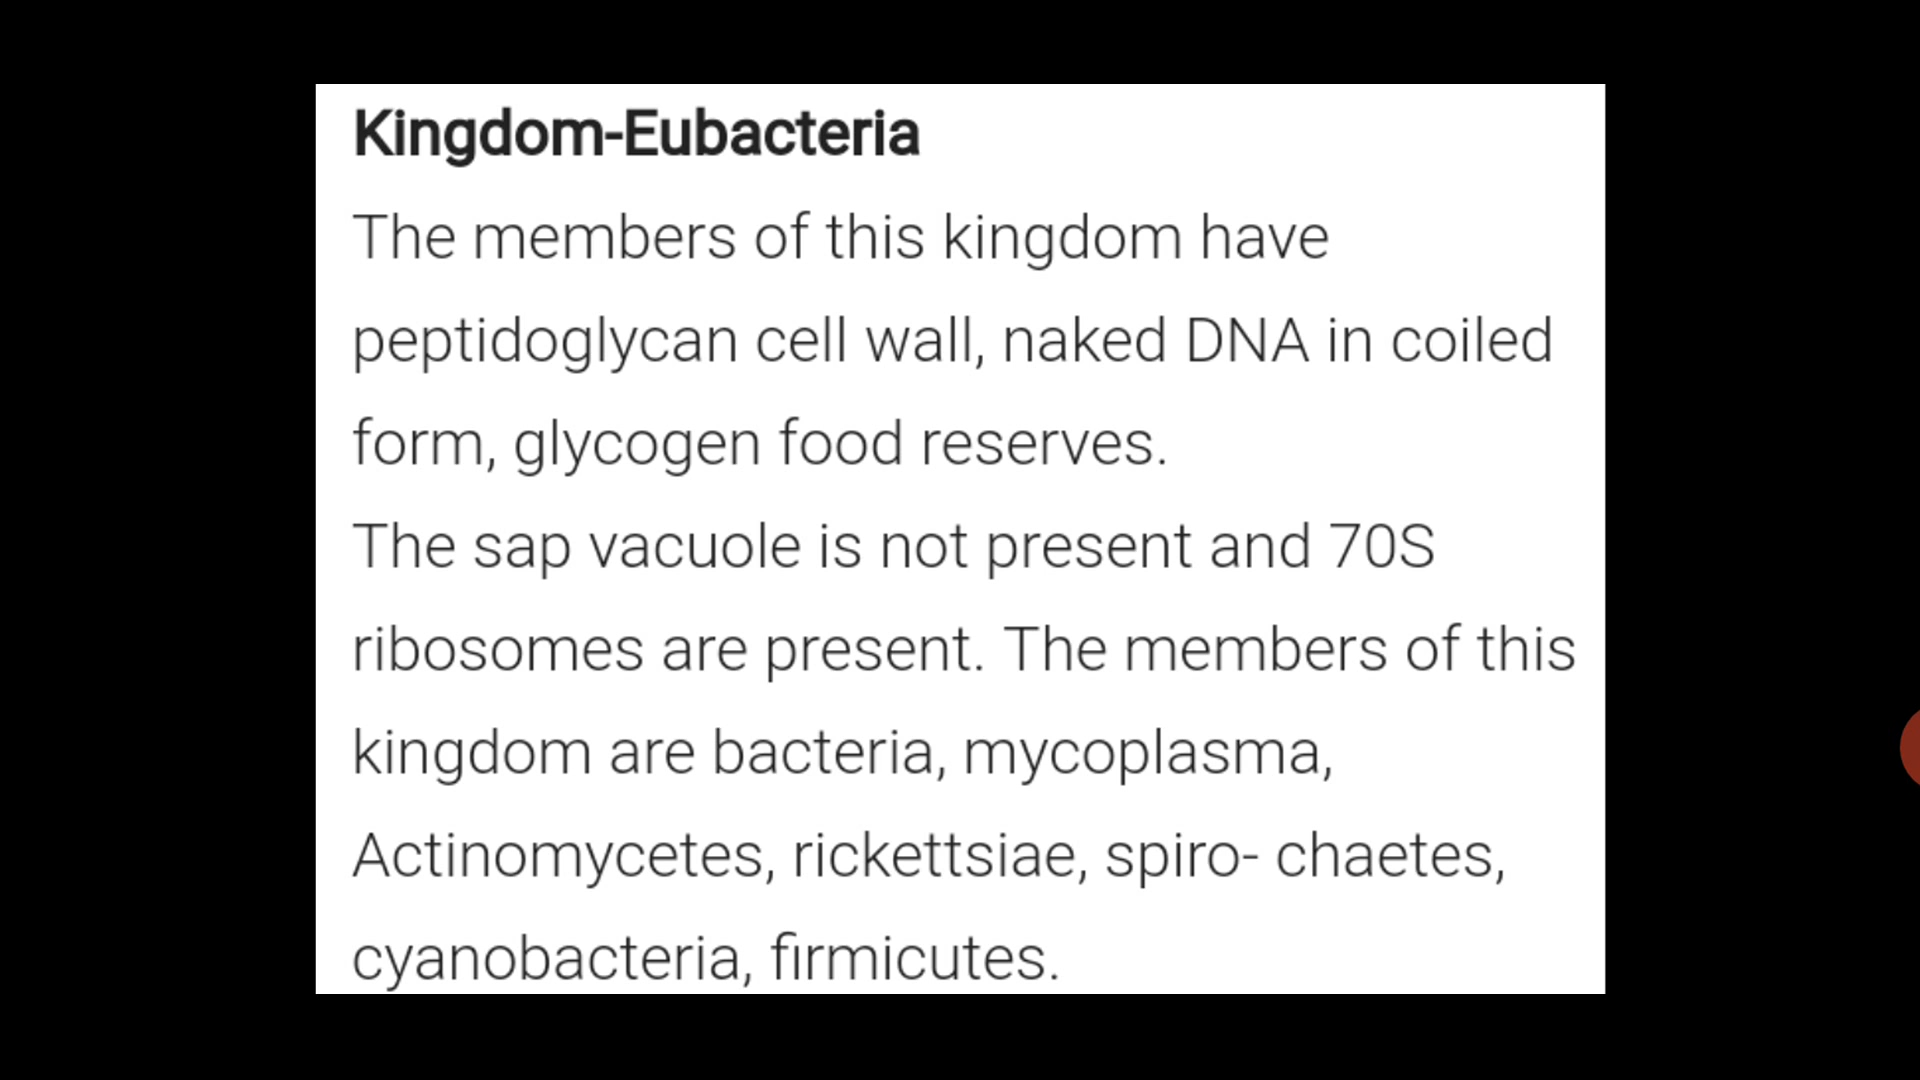 Kingdom-Eubacteria
The members of this kingdom have
peptidoglycan cell wall, naked DNA in coiled
form, glycogen food reserves.
The sap vacuole is not present and 70S
ribosomes are present. The members of this
kingdom are bacteria, mycoplasma,
Actinomycetes, rickettsiae, spiro- chaetes,
cyanobacteria, firmicutes.